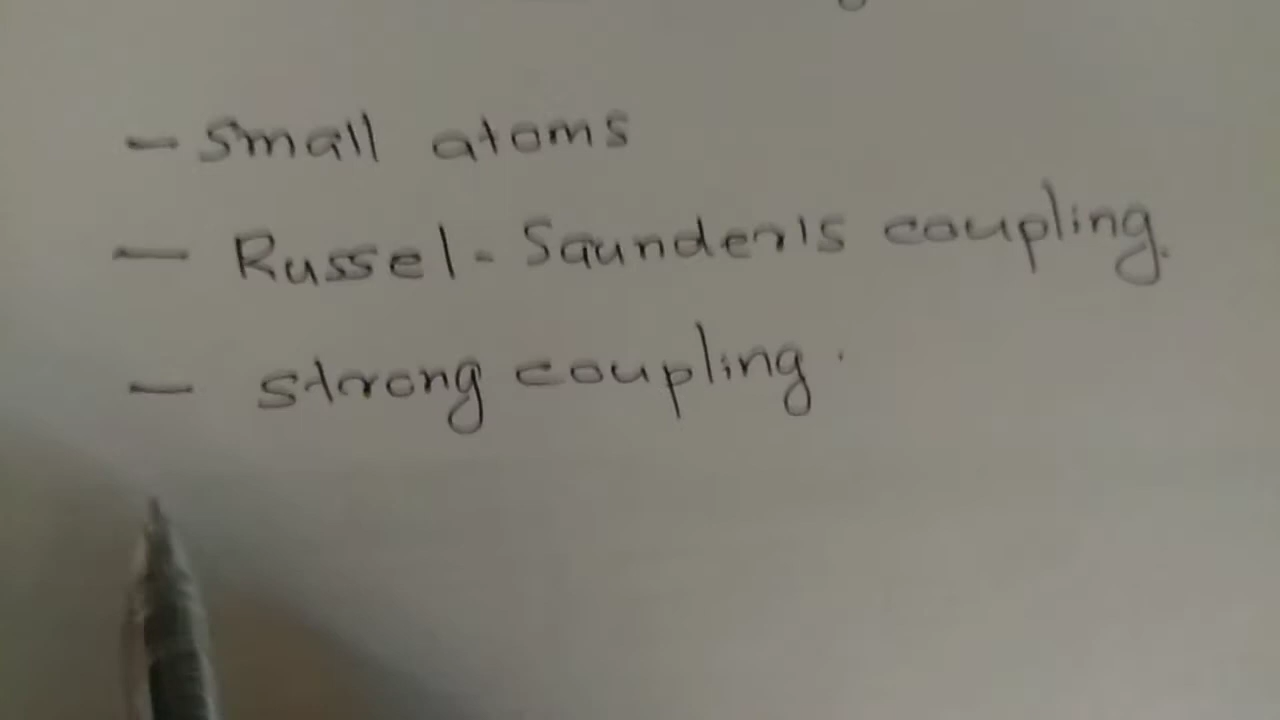 - Small atoms
- Russel - Saunder's coupling.
- strong coupling.